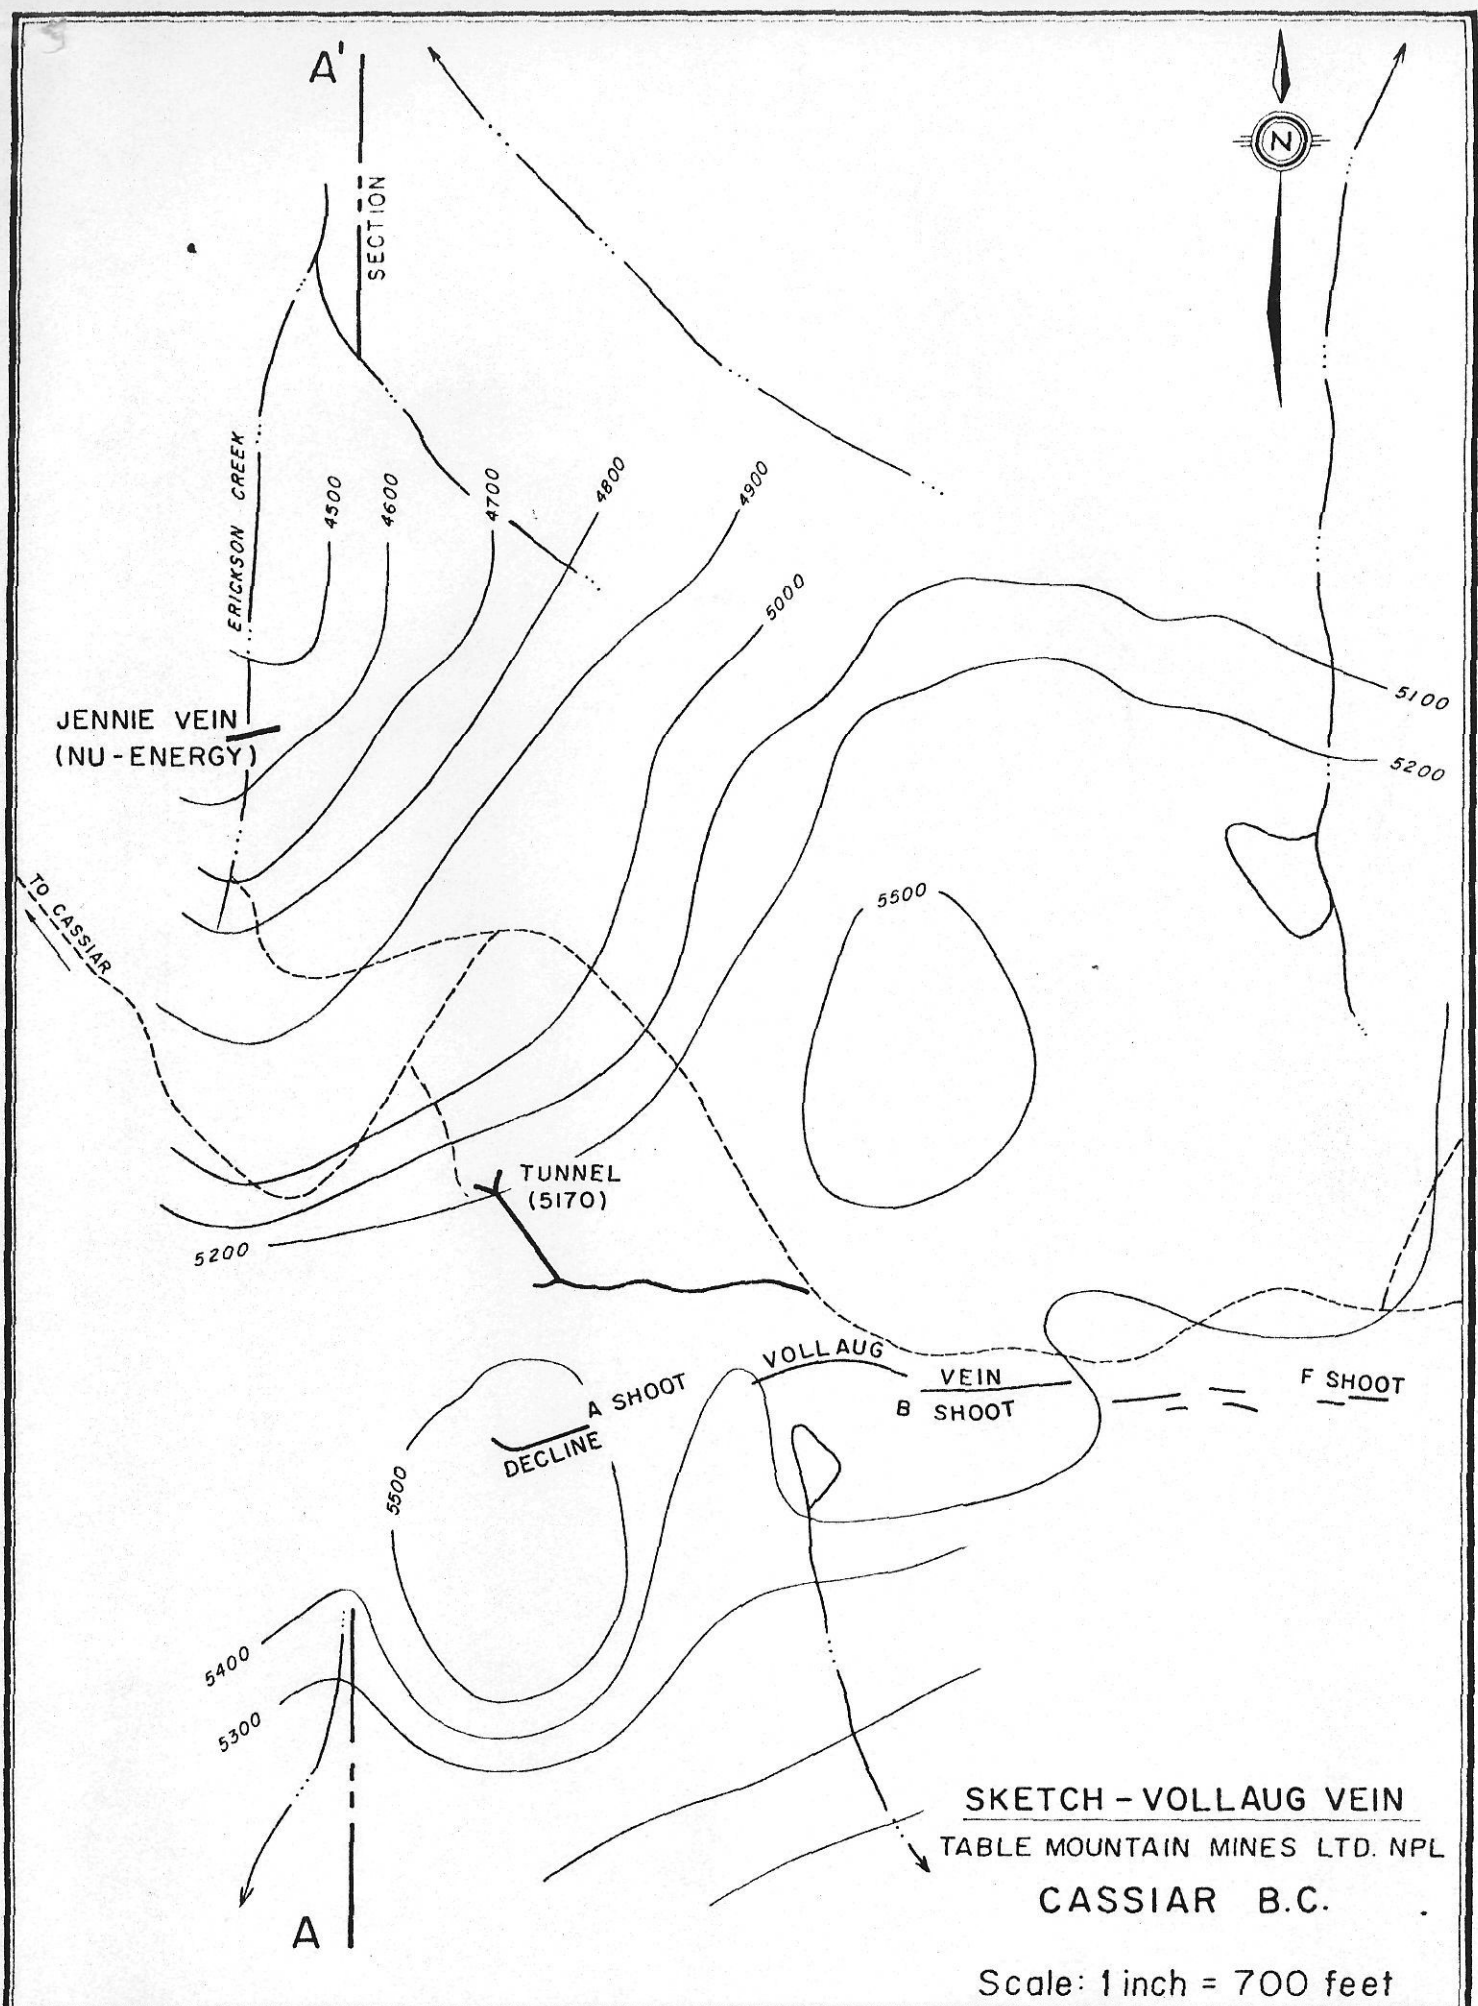 A'
SECTION
N
ERICKSON CREEK
4500
4600
4700
4800
4900
5000
5100
5200
JENNIE VEIN
(NU-ENERGY)
TO CASSIAR
5500
TUNNEL
(5170)
5200
VOLLAUG
VEIN
A SHOOT
B SHOOT
F SHOOT
DECLINE
5500
5400
5300
A
SKETCH - VOLLAUG VEIN
TABLE MOUNTAIN MINES LTD. NPL
CASSIAR B.C.
Scale: 1 inch = 700 feet